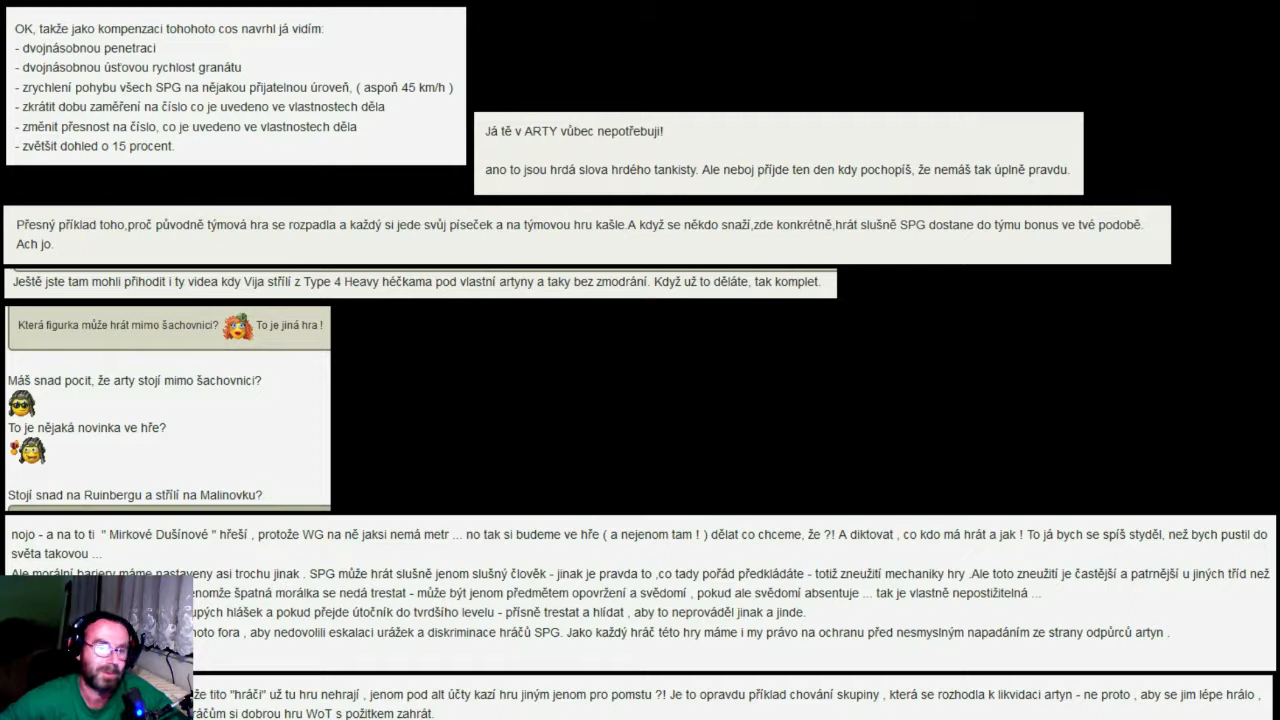 OK, takže jako kompenzaci tohohoto cos navrhl já vidím:
- dvojnásobnou penetraci
- dvojnásobnou úsťovou rychlost granátu
- zrychlení pohybu všech SPG na nějakou přijatelnou úroveň, ( aspoň 45 km/h )
- zkrátit dobu zaměření na číslo co je uvedeno ve vlastnostech děla
- změnit přesnost na číslo, co je uvedeno ve vlastnostech děla
- zvětšit dohled o 15 procent.
Já tě v ARTY vůbec nepotřebuji!
ano to jsou hrdá slova hrdého tankisty. Ale neboj příjde ten den kdy pochopíš, že nemáš tak úplně pravdu.
Přesný příklad toho,proč původně týmová hra se rozpadla a každý si jede svůj píseček a na týmovou hru kašle.A když se někdo snaží,zde konkrétně,hrát slušně SPG dostane do týmu bonus ve tvé podobě.
Ach jo.
Ještě jste tam mohli přihodit i ty videa kdy Vija střílí z Type 4 Heavy héčkama pod vlastní artyny a taky bez zmodrání. Když už to děláte, tak komplet.
Která figurka může hrát mimo šachovnici? To je jiná hra !
Máš snad pocit, že arty stojí mimo šachovnici?
To je nějaká novinka ve hře?
Stojí snad na Ruinbergu a střílí na Malinovku?
nojo - a na to ti " Mirkové Dušínové " hřeší , protože WG na ně jaksi nemá metr ... no tak si budeme ve hře ( a nejenom tam ! ) dělat co chceme, že ?! A diktovat , co kdo má hrát a jak ! To já bych se spíš styděl, než bych pustil do
světa takovou ...
Ale morální bariery máme nastaveny asi trochu jinak . SPG může hrát slušně jenom slušný člověk - jinak je pravda to ,co tady pořád předkládáte - totiž zneužití mechaniky hry .Ale toto zneužití je častější a patrnější u jiných tříd než
špatná morálka se nedá trestat - může být jenom předmětem opovržení a svědomí , pokud ale svědomí absentuje ... tak je vlastně nepostižitelná ...
hlášek a pokud přejde útočník do tvrdšího levelu - přísně trestat a hlídat , aby to neprováděl jinak a jinde.
fora , aby nedovolili eskalaci urážek a diskriminace hráčů SPG. Jako každý hráč této hry máme i my právo na ochranu před nesmyslným napadáním ze strany odpůrců artyn .
že tito "hráči" už tu hru nehrají , jenom pod alt účty kazí hru jiným jenom pro pomstu ?! Je to opravdu příklad chování skupiny , která se rozhodla k likvidaci artyn - ne proto , aby se jim lépe hrálo ,
si dobrou hru WoT s požitkem zahrát.